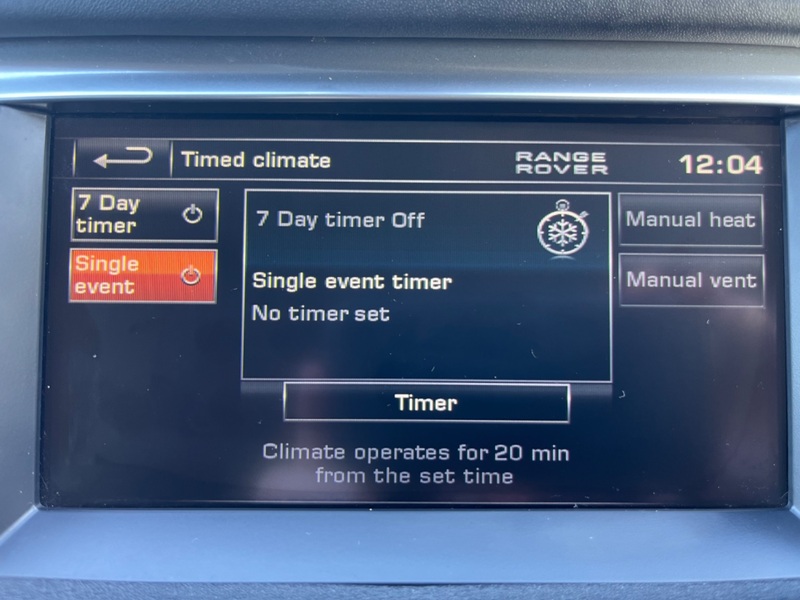 Timed climate
RANGE
ROVER
12:04
7 Day
timer
Single
event
7 Day timer Off
Single event timer
No timer set
Manual heat
Manual vent
Timer
Climate operates for 20 min
from the set time